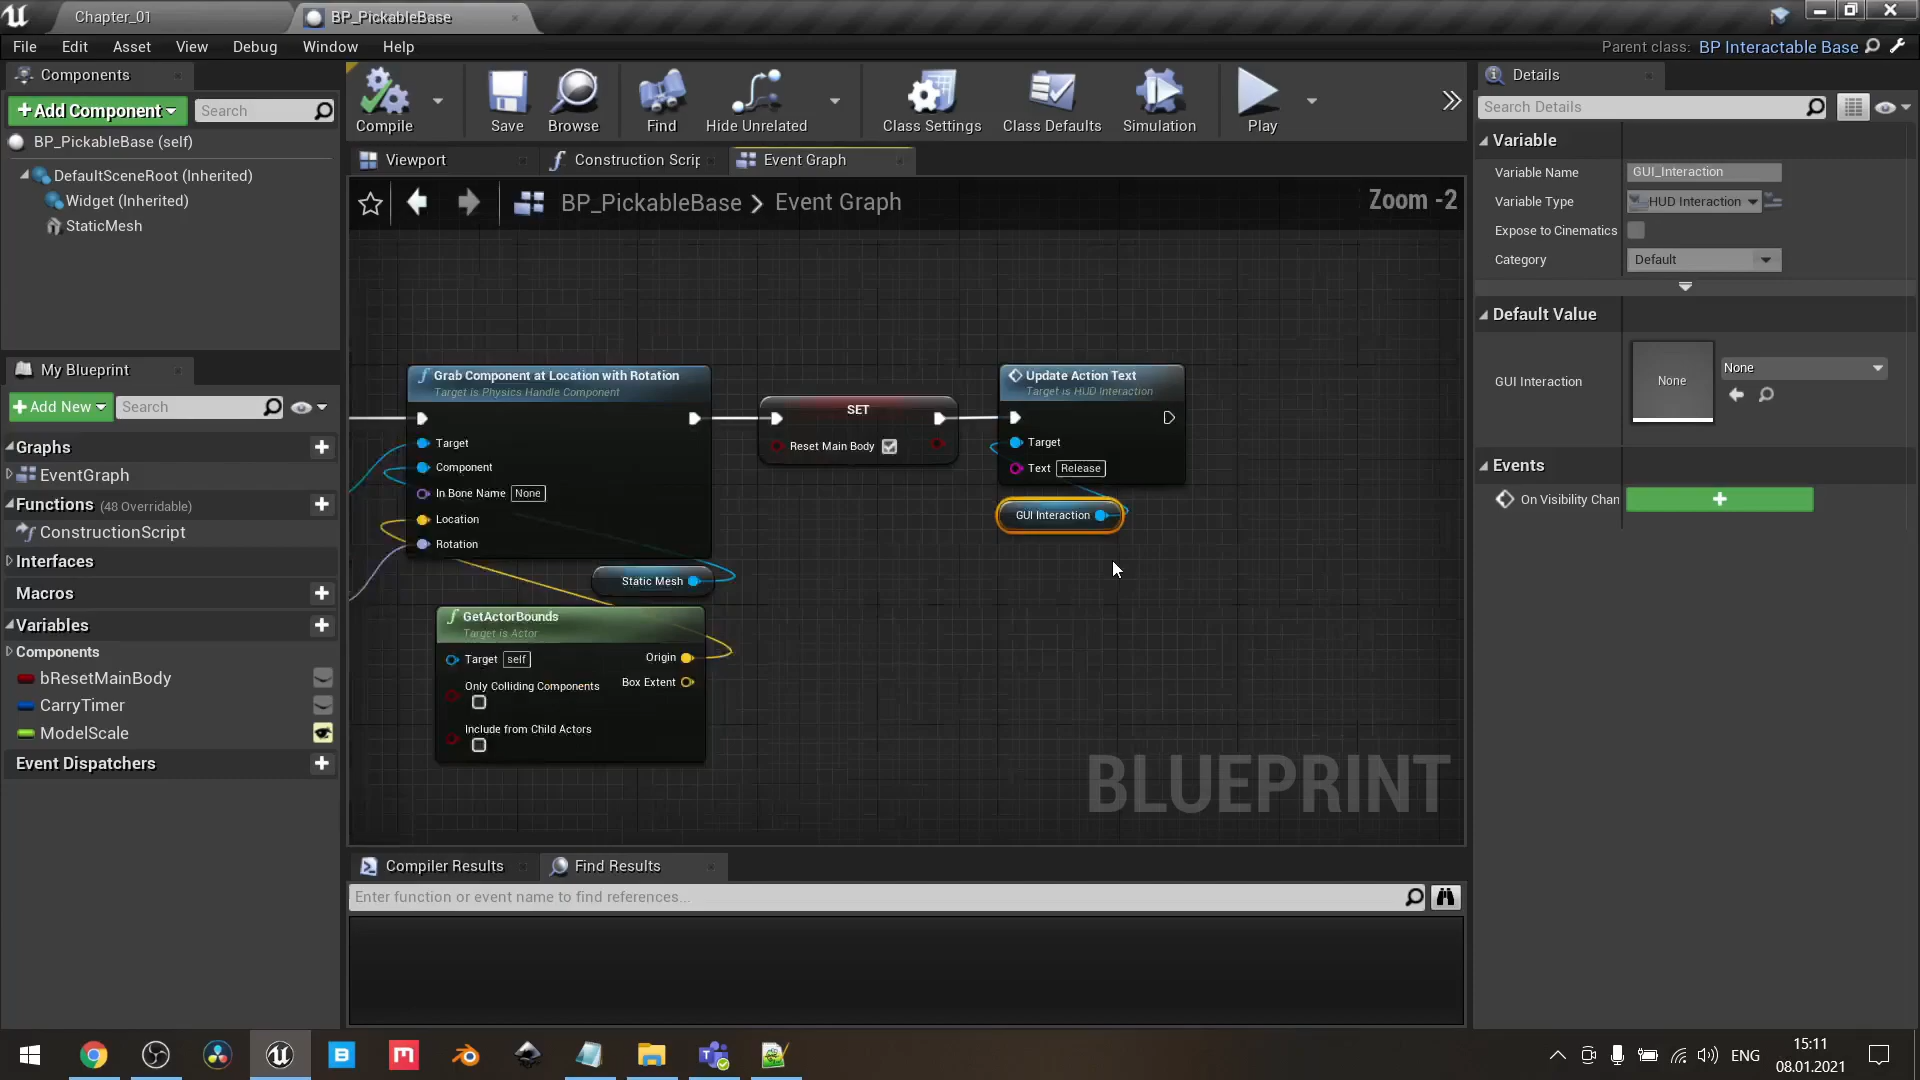 Chapter_01
BP_PickableBase
File Edit Asset View Debug Window Help
Parent class: BP Interactable Base
Components
+Add Component
Search
BP_PickableBase (self)
DefaultSceneRoot (Inherited)
Widget (Inherited)
StaticMesh
My Blueprint
+Add New
Search
Graphs
EventGraph
Functions (48 Overridable)
ConstructionScript
Interfaces
Macros
Variables
Components
bResetMainBody
CarryTimer
ModelScale
Event Dispatchers
Compile
Save
Browse
Find
Hide Unrelated
Class Settings
Class Defaults
Simulation
Play
Viewport
Construction Scrip
Event Graph
BP_PickableBase > Event Graph
Zoom -2
Grab Component at Location with Rotation
Target is Physics Handle Component
Target
Component
In Bone Name None
Location
Rotation
SET
Reset Main Body
Update Action Text
Target is HUD Interaction
Target
Text Release
GUI Interaction
Static Mesh
GetActorBounds
Target is Actor
Target self
Origin
Only Colliding Components
Box Extent
Include from Child Actors
BLUEPRINT
Compiler Results
Find Results
Enter function or event name to find references...
Details
Search Details
Variable
Variable Name GUI_Interaction
Variable Type HUD Interaction
Expose to Cinematics
Category Default
Default Value
GUI Interaction
None
None
Events
On Visibility Chan
ENG
15:11
08.01.2021